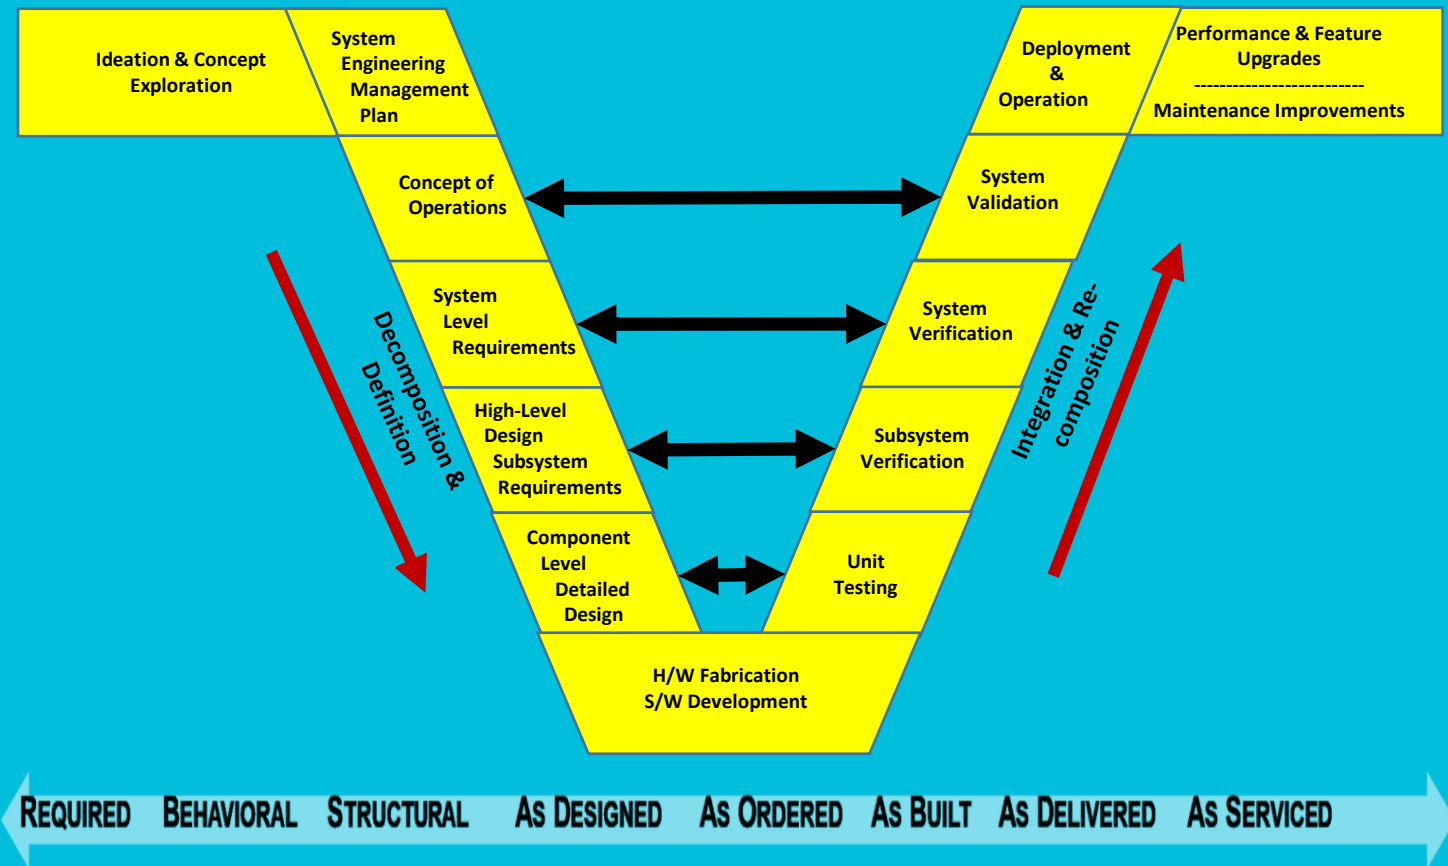 Ideation & Concept
Exploration
System
Engineering
Management
Plan
Concept of
Operations
System
Level
Requirements
High-Level
Design
Subsystem
Requirements
Component
Level
Detailed
Design
H/W Fabrication
S/W Development
Unit
Testing
Subsystem
Verification
System
Verification
System
Validation
Deployment
&
Operation
Performance & Feature
Upgrades
---------------------------
Maintenance Improvements
Decomposition &
Definition
Integration & Re-
composition
REQUIRED BEHAVIORAL STRUCTURAL AS DESIGNED AS ORDERED AS BUILT AS DELIVERED AS SERVICED